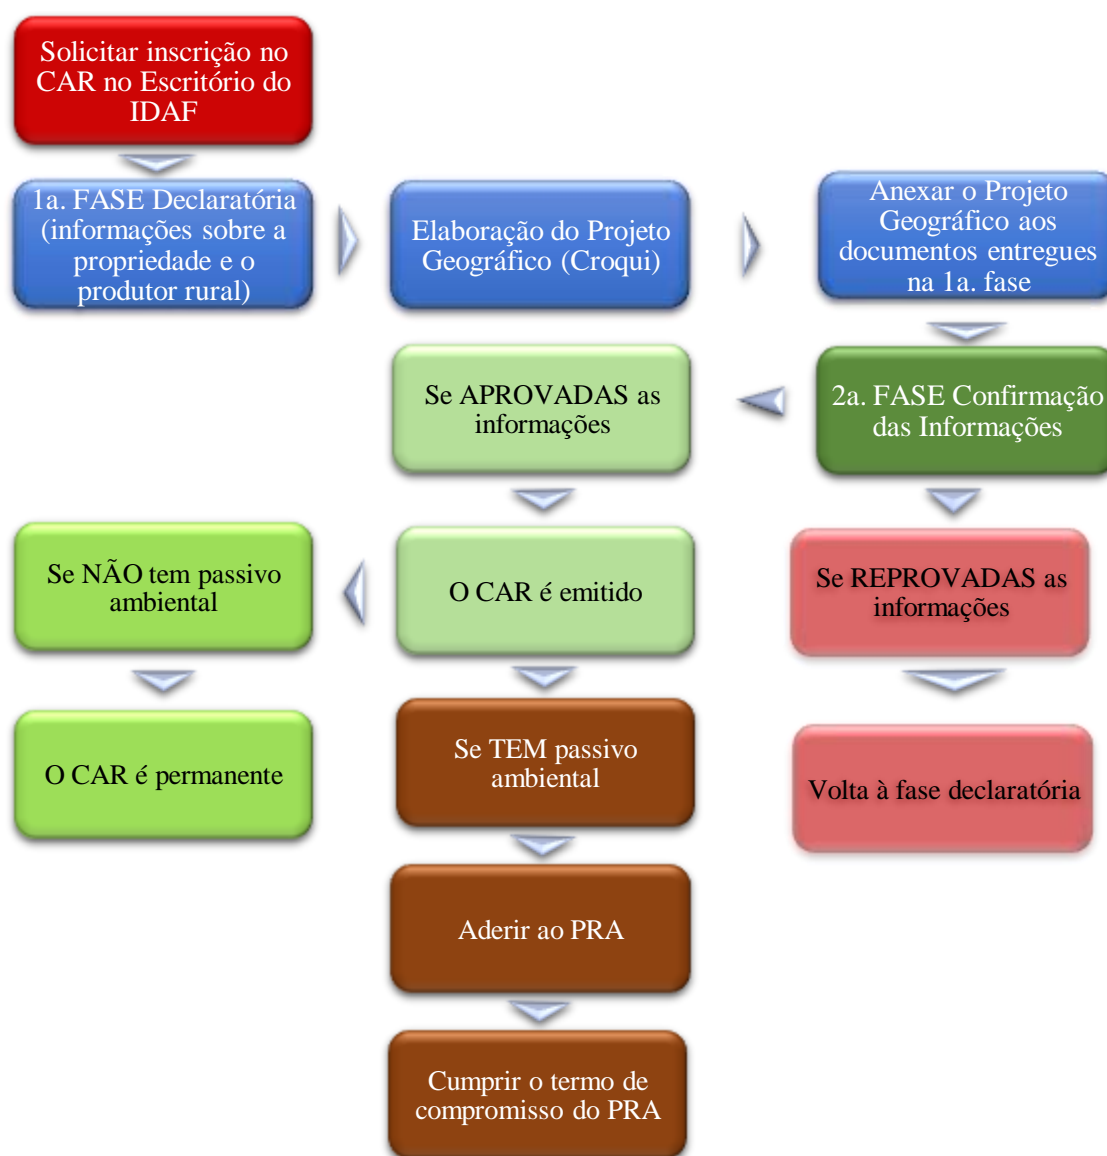 Solicitar inscrição no
CAR no Escritório do
IDAF
1a. FASE Declaratória
(informações sobre a
propriedade e o
produtor rural)
Elaboração do Projeto
Geográfico (Croqui)
Anexar o Projeto
Geográfico aos
documentos entregues
na 1a. fase
2a. FASE Confirmação
das Informações
Se APROVADAS as
informações
Se REPROVADAS as
informações
Volta à fase declaratória
O CAR é emitido
Se NÃO tem passivo
ambiental
O CAR é permanente
Se TEM passivo
ambiental
Aderir ao PRA
Cumprir o termo de
compromisso do PRA